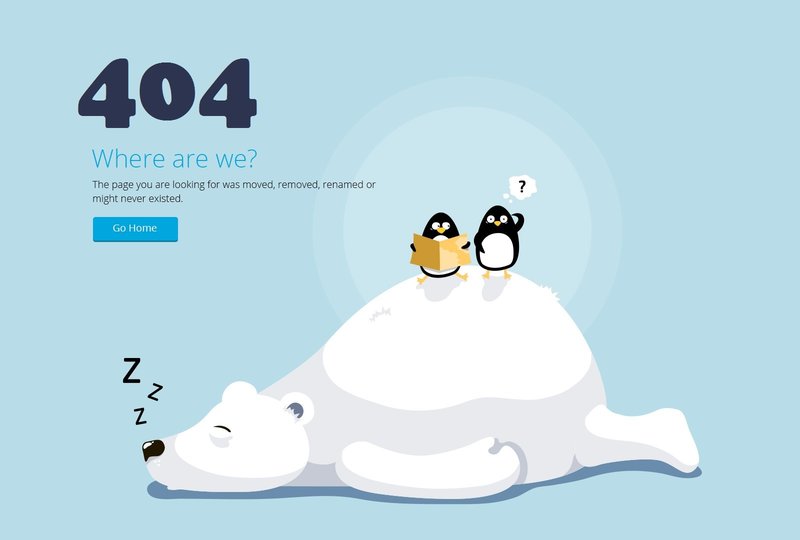 404
Where are we?
The page you are looking for was moved, removed, renamed or
might never existed.
Go Home
?
Z
Z
Z